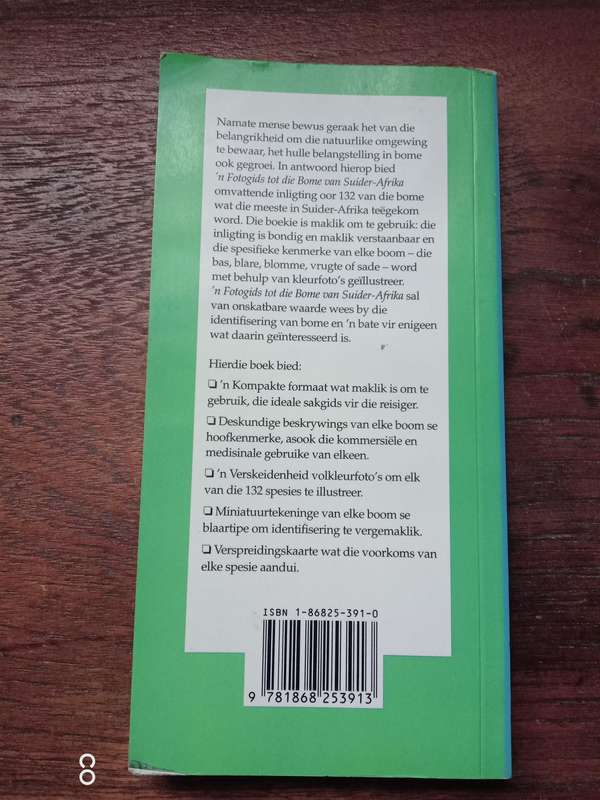 Namate mense bewus geraak het van die
belangrikheid om die natuurlike omgewing
te bewaar, het hulle belangstelling in bome
ook gegroei. In antwoord hierop bied
'n Fotogids tot die Bome van Suider-Afrika
omvattende inligting oor 132 van die bome
wat die meeste in Suider-Afrika teëgekom
word. Die boekie is maklik om te gebruik: die
inligting is bondig en maklik verstaanbaar en
die spesifieke kenmerke van elke boom – die
bas, blare, blomme, vrugte of sade – word
met behulp van kleurfoto's geïllustreer.
'n Fotogids tot die Bome van Suider-Afrika sal
van onskatbare waarde wees by die
identifisering van bome en 'n bate vir enigeen
wat daarin geïnteresseerd is.
Hierdie boek bied:
❏ 'n Kompakte formaat wat maklik is om te
gebruik, die ideale sakgids vir die reisiger.
❏ Deskundige beskrywings van elke boom se
hoofkenmerke, asook die kommersiële en
medisinale gebruike van elkeen.
❏ 'n Verskeidenheid volkleurfoto's om elk
van die 132 spesies te illustreer.
❏ Miniatuurtekeninge van elke boom se
blaartipe om identifisering te vergemaklik.
❏ Verspreidingskaarte wat die voorkoms van
elke spesie aandui.
ISBN 1-86825-391-0
9 781868 253913